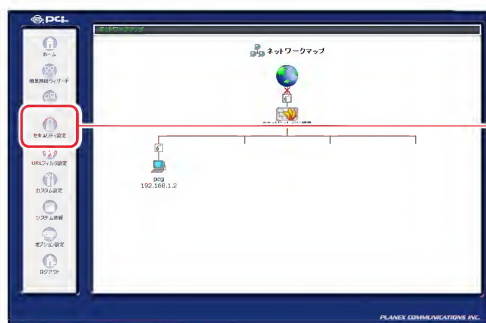 PCi
ネットワークマップ
ネットワークマップ
ホーム
簡単接続ウィザード
セキュリティ設定
URLフィルタ設定
カスタム設定
システム情報
オプション設定
ログアウト
pcg
192.168.1.2
PLANEX COMMUNICATIONS INC.